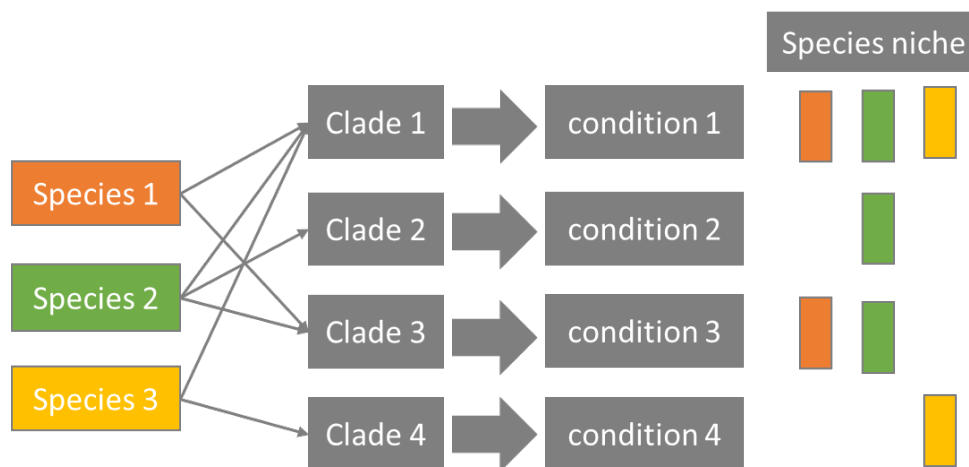 Species niche
Clade 1
condition 1
Species 1
Clade 2
condition 2
Species 2
Clade 3
condition 3
Species 3
Clade 4
condition 4